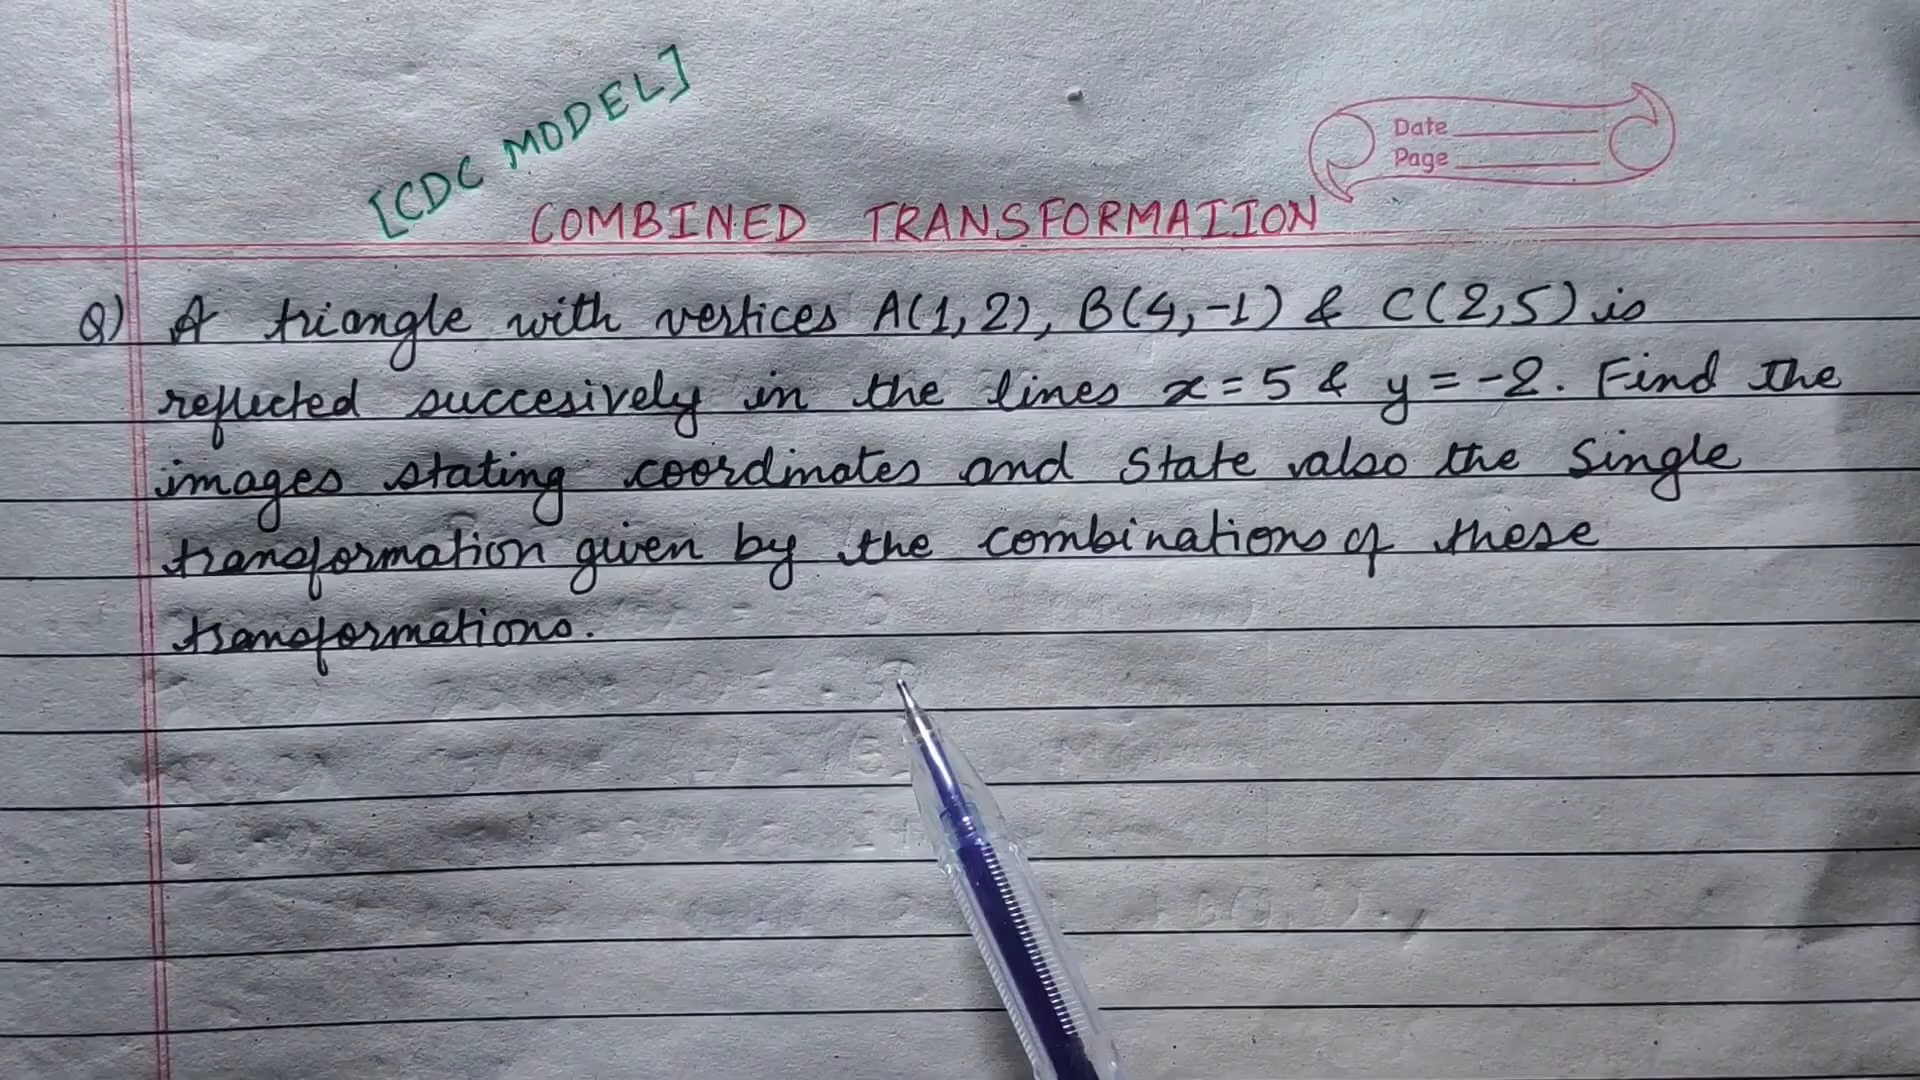 [CDC MODEL]
Date
Page
COMBINED TRANSFORMATION
Q) A triangle with vertices A(1,2), B(4,-1) & C(2,5) is
reflected succesively in the lines x=5 & y=-2. Find the
images stating coordinates and state also the single
transformation given by the combinations of these
transformations.